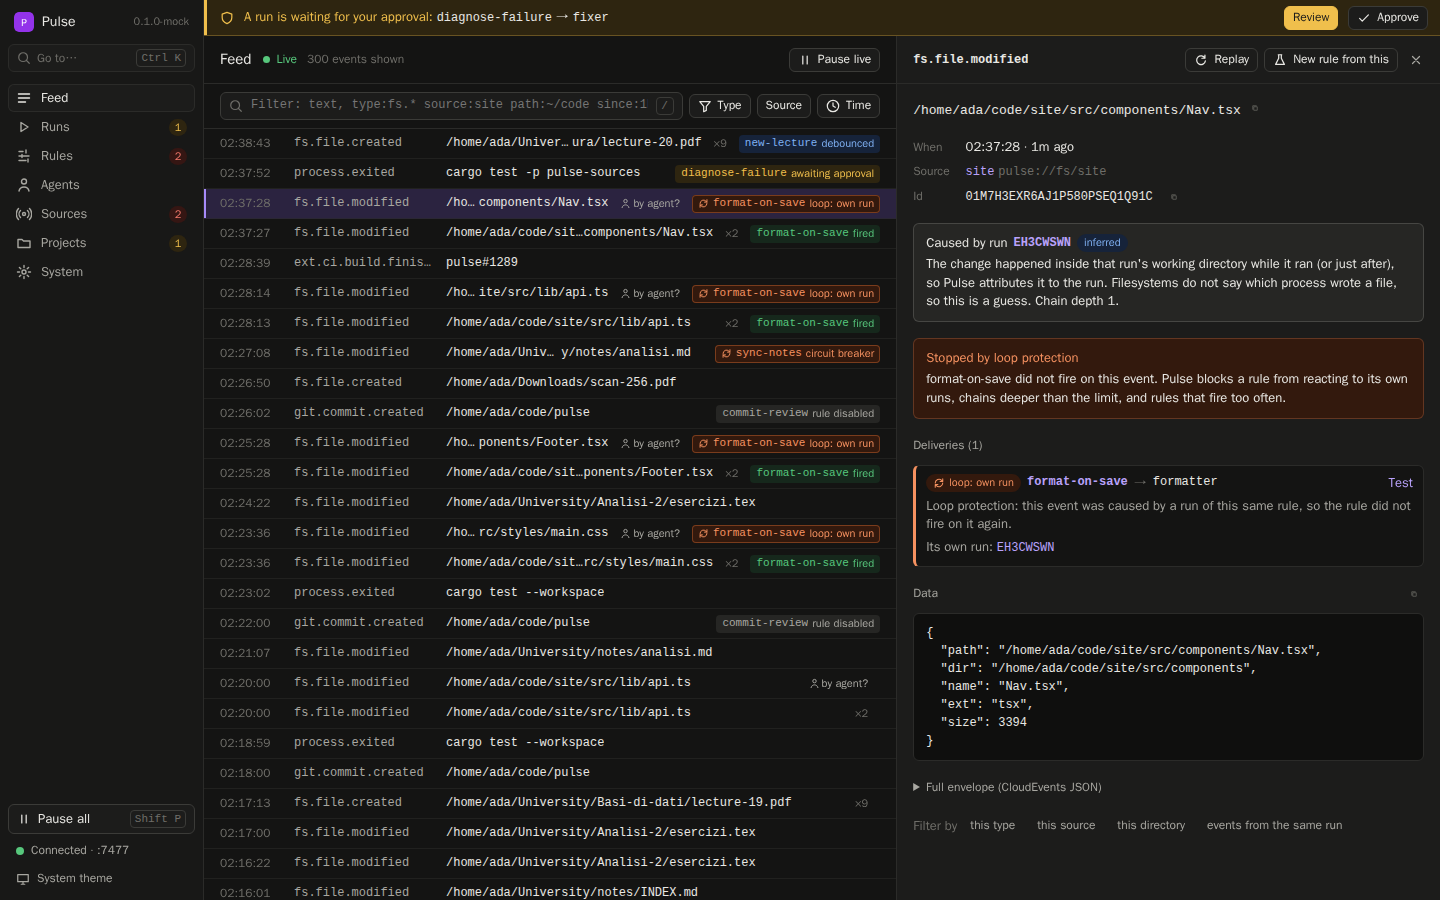 P Pulse 0.1.0-mock
Go to··· Ctrl K
Feed
Runs 1
Rules 2
Agents
Sources 2
Projects 1
System
Pause all Shift P
Connected · :7477
System theme
A run is waiting for your approval: diagnose-failure → fixer Review Approve
Feed Live 300 events shown Pause live
Filter: text, type:fs.* source:site path:~/code since:1 / Type Source Time
02:38:43 fs.file.created /home/ada/Univer… ura/lecture-20.pdf ×9 new-lecture debounced
02:37:52 process.exited cargo test -p pulse-sources diagnose-failure awaiting approval
02:37:28 fs.file.modified /ho… components/Nav.tsx by agent? format-on-save loop: own run
02:37:27 fs.file.modified /home/ada/code/sit…components/Nav.tsx ×2 format-on-save fired
02:28:39 ext.ci.build.finis… pulse#1289
02:28:14 fs.file.modified /ho… ite/src/lib/api.ts by agent? format-on-save loop: own run
02:28:13 fs.file.modified /home/ada/code/site/src/lib/api.ts ×2 format-on-save fired
02:27:08 fs.file.modified /home/ada/Univ… y/notes/analisi.md sync-notes circuit breaker
02:26:50 fs.file.created /home/ada/Downloads/scan-256.pdf
02:26:02 git.commit.created /home/ada/code/pulse commit-review rule disabled
02:25:28 fs.file.modified /ho… ponents/Footer.tsx by agent? format-on-save loop: own run
02:25:28 fs.file.modified /home/ada/code/sit…ponents/Footer.tsx ×2 format-on-save fired
02:24:22 fs.file.modified /home/ada/University/Analisi-2/esercizi.tex
02:23:36 fs.file.modified /ho… rc/styles/main.css by agent? format-on-save loop: own run
02:23:36 fs.file.modified /home/ada/code/sit…rc/styles/main.css ×2 format-on-save fired
02:23:02 process.exited cargo test --workspace
02:22:00 git.commit.created /home/ada/code/pulse commit-review rule disabled
02:21:07 fs.file.modified /home/ada/University/notes/analisi.md
02:20:00 fs.file.modified /home/ada/code/site/src/lib/api.ts by agent?
02:20:00 fs.file.modified /home/ada/code/site/src/lib/api.ts ×2
02:18:59 process.exited cargo test --workspace
02:18:00 git.commit.created /home/ada/code/pulse
02:17:13 fs.file.created /home/ada/University/Basi-di-dati/lecture-19.pdf ×9
02:17:00 fs.file.modified /home/ada/University/Analisi-2/esercizi.tex
02:16:22 fs.file.modified /home/ada/University/Analisi-2/esercizi.tex
02:16:01 fs.file.modified /home/ada/University/notes/INDEX.md
fs.file.modified Replay New rule from this
/home/ada/code/site/src/components/Nav.tsx
When 02:37:28 · 1m ago
Source site pulse://fs/site
Id 01M7H3EXR6AJ1P580PSEQ1Q91C
Caused by run EH3CWSWN inferred
The change happened inside that run's working directory while it ran (or just after),
so Pulse attributes it to the run. Filesystems do not say which process wrote a file,
so this is a guess. Chain depth 1.
Stopped by loop protection
format-on-save did not fire on this event. Pulse blocks a rule from reacting to its own
runs, chains deeper than the limit, and rules that fire too often.
Deliveries (1)
loop: own run format-on-save → formatter Test
Loop protection: this event was caused by a run of this same rule, so the rule did not
fire on it again.
Its own run: EH3CWSWN
Data
{
"path": "/home/ada/code/site/src/components/Nav.tsx",
"dir": "/home/ada/code/site/src/components",
"name": "Nav.tsx",
"ext": "tsx",
"size": 3394
}
Full envelope (CloudEvents JSON)
Filter by this type this source this directory events from the same run